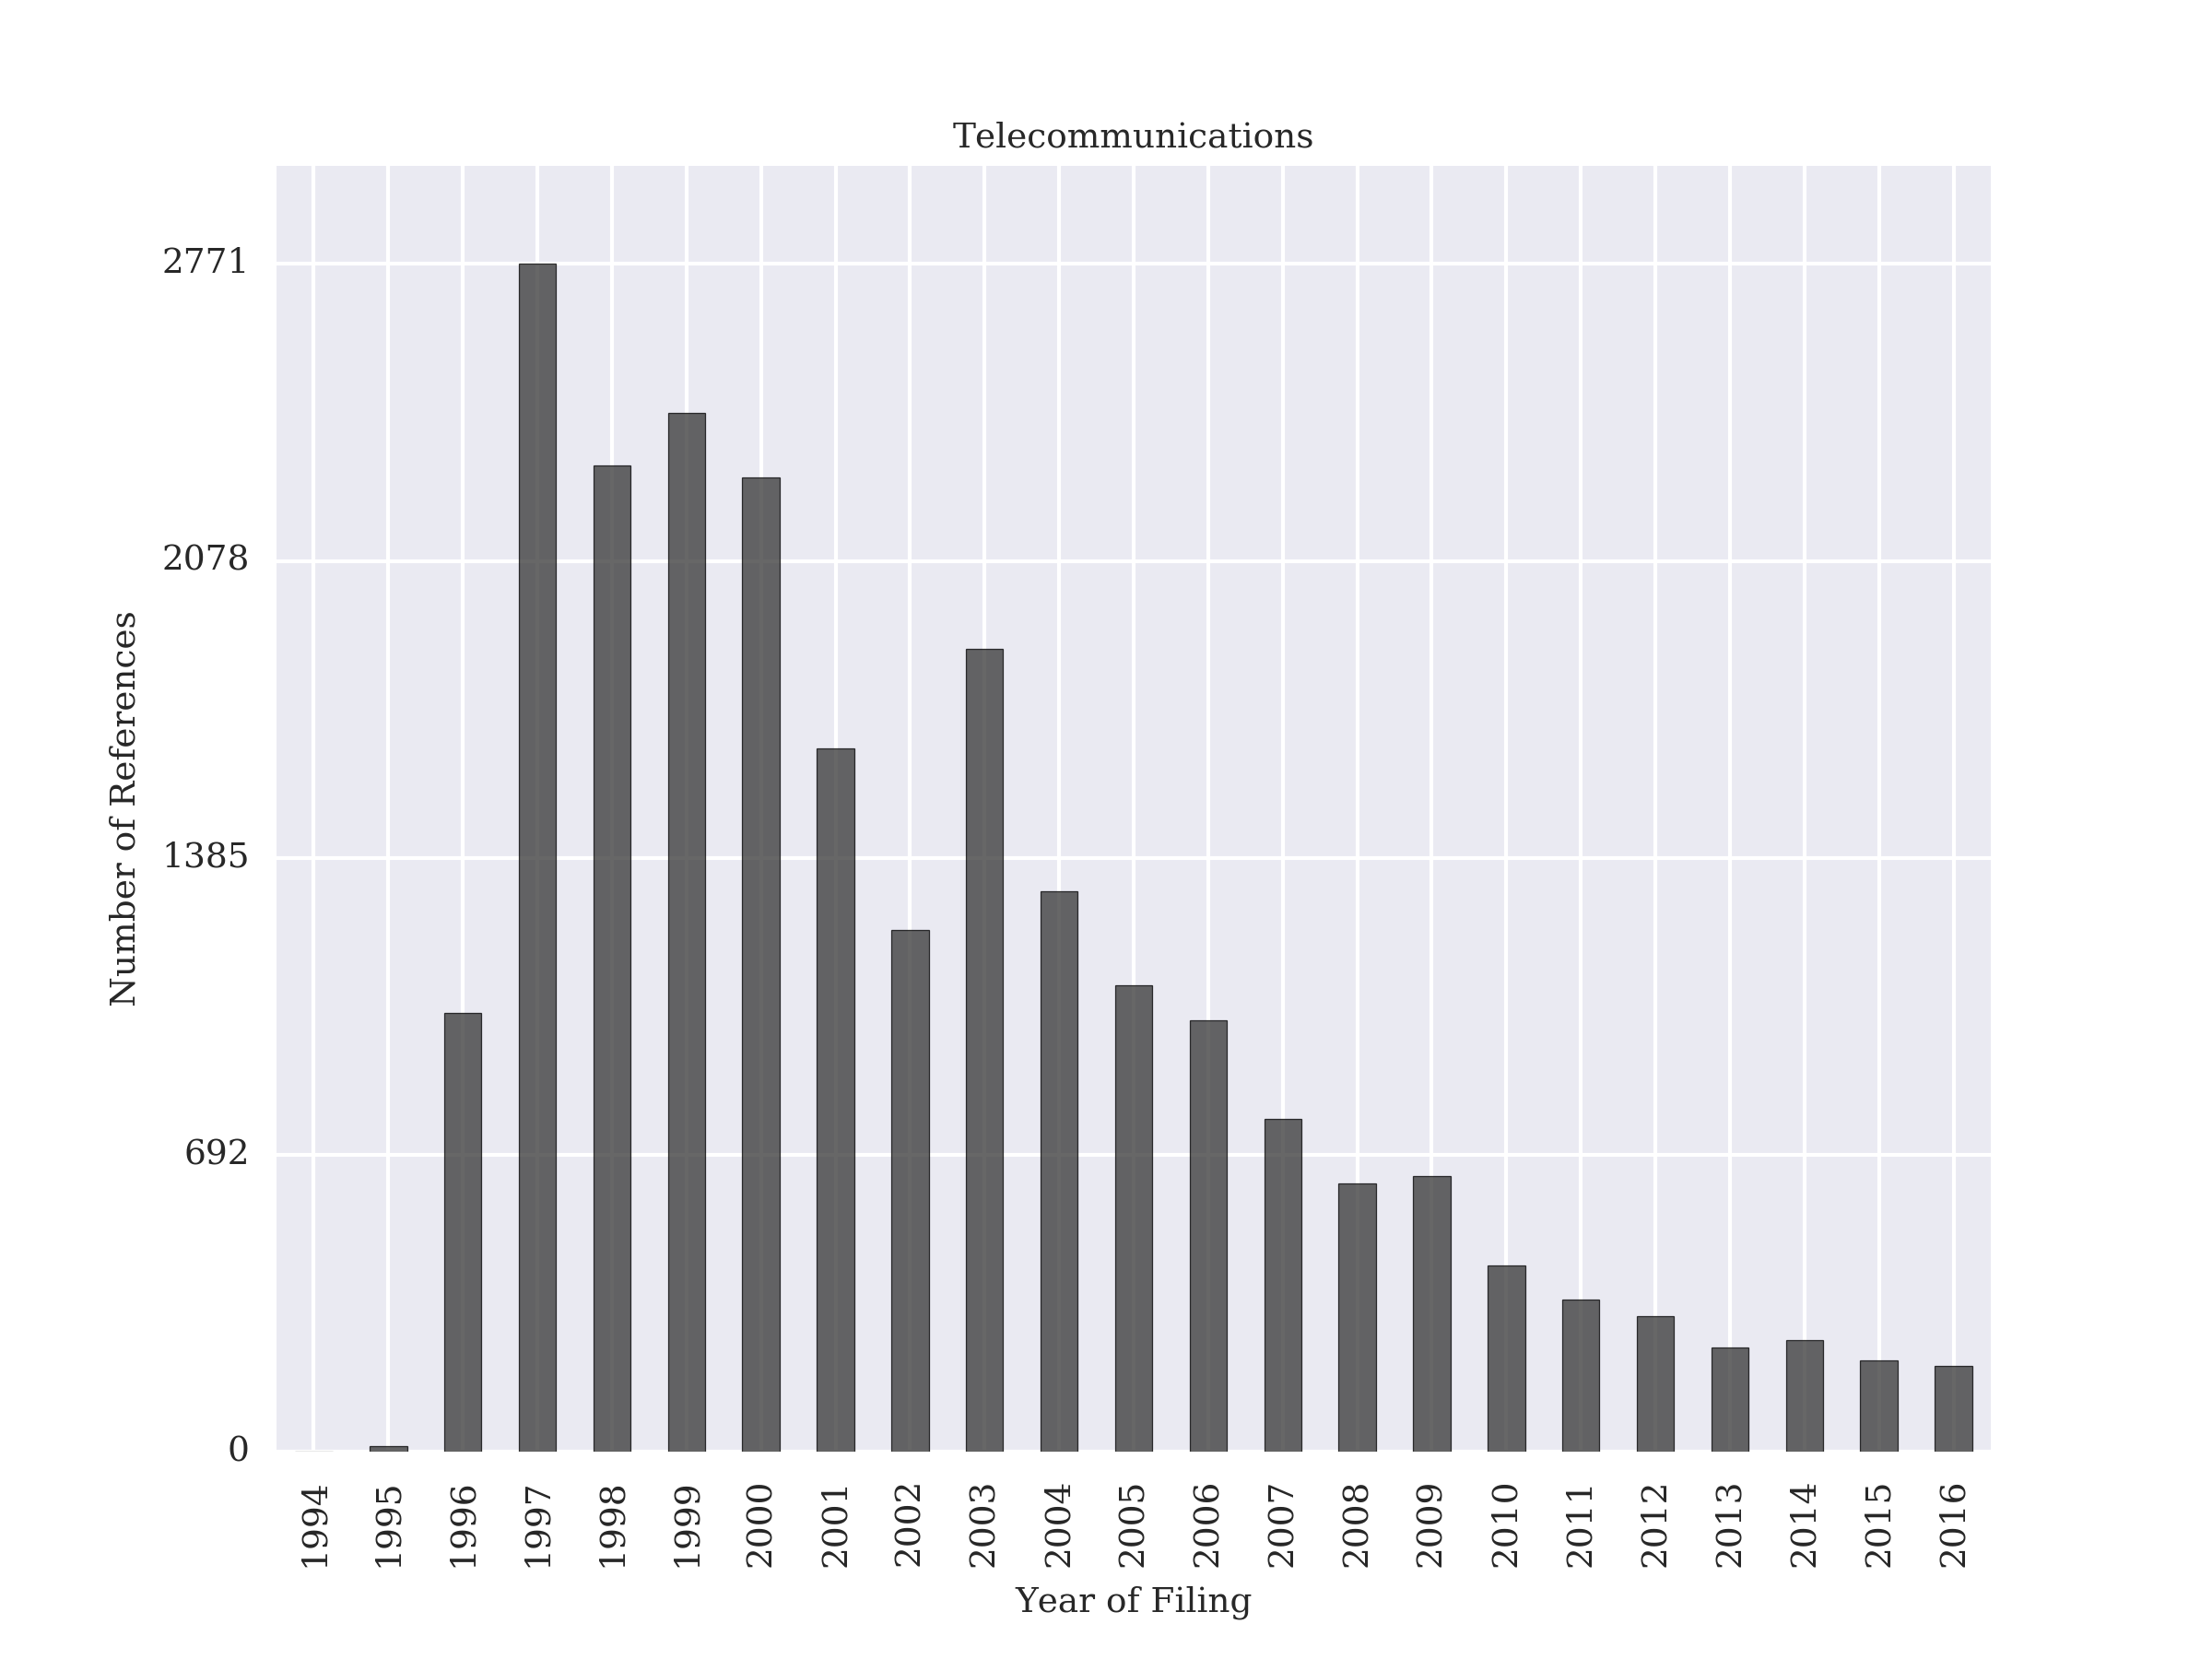 Telecommunications
Number of References
2771
2078
1385
692
0
1994 1995 1996 1997 1998 1999 2000 2001 2002 2003 2004 2005 2006 2007 2008 2009 2010 2011 2012 2013 2014 2015 2016
Year of Filing